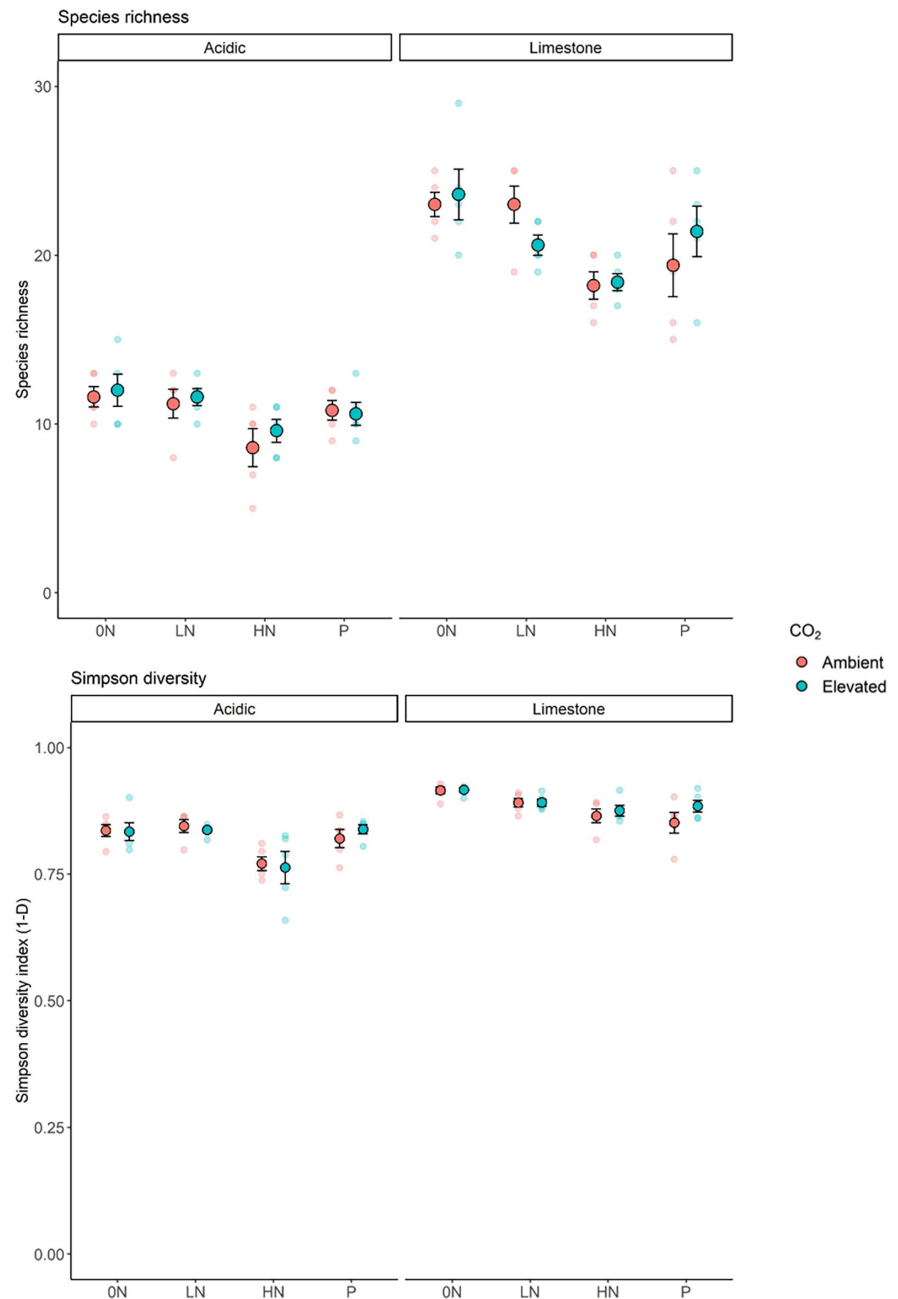 Species richness
Acidic Limestone
30
20
10
0
Species richness
0N LN HN P 0N LN HN P
CO₂
Ambient
Elevated
Simpson diversity
Acidic Limestone
1.00
0.75
0.50
0.25
0.00
Simpson diversity index (1-D)
0N LN HN P 0N LN HN P